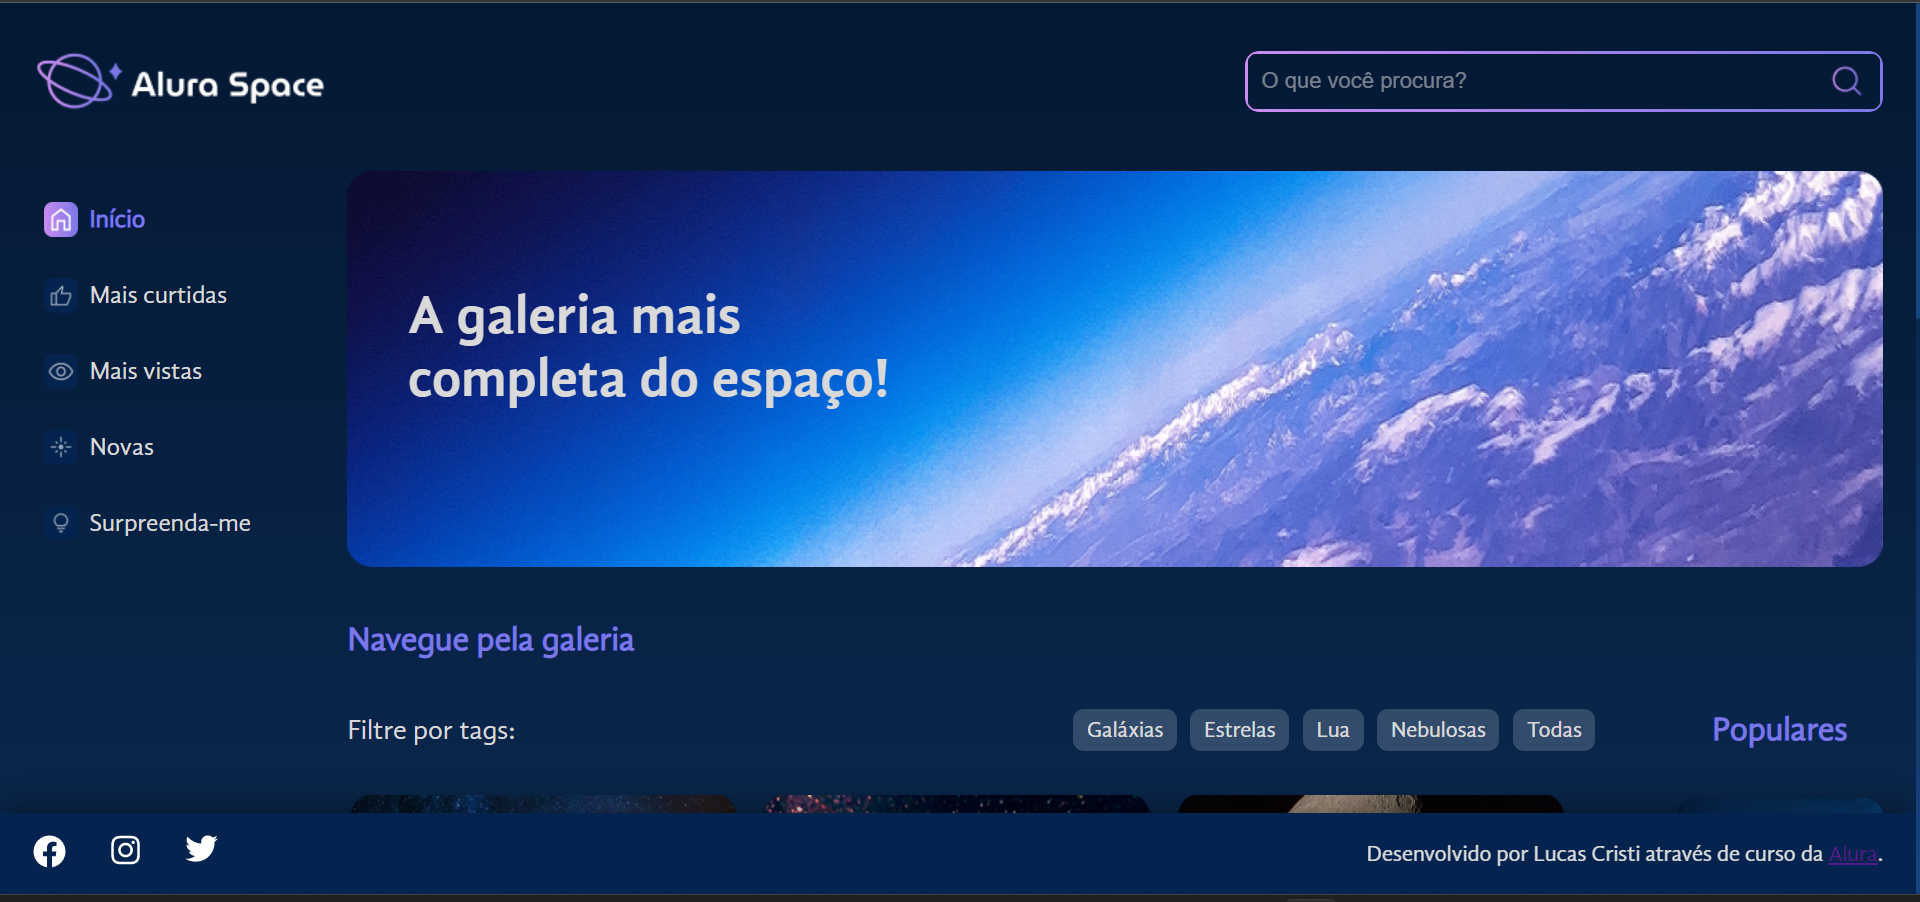 Alura Space
O que você procura?
Início
Mais curtidas
Mais vistas
Novas
Surpreenda-me
A galeria mais
completa do espaço!
Navegue pela galeria
Filtre por tags:
Galáxias
Estrelas
Lua
Nebulosas
Todas
Populares
Desenvolvido por Lucas Cristi através de curso da Alura.